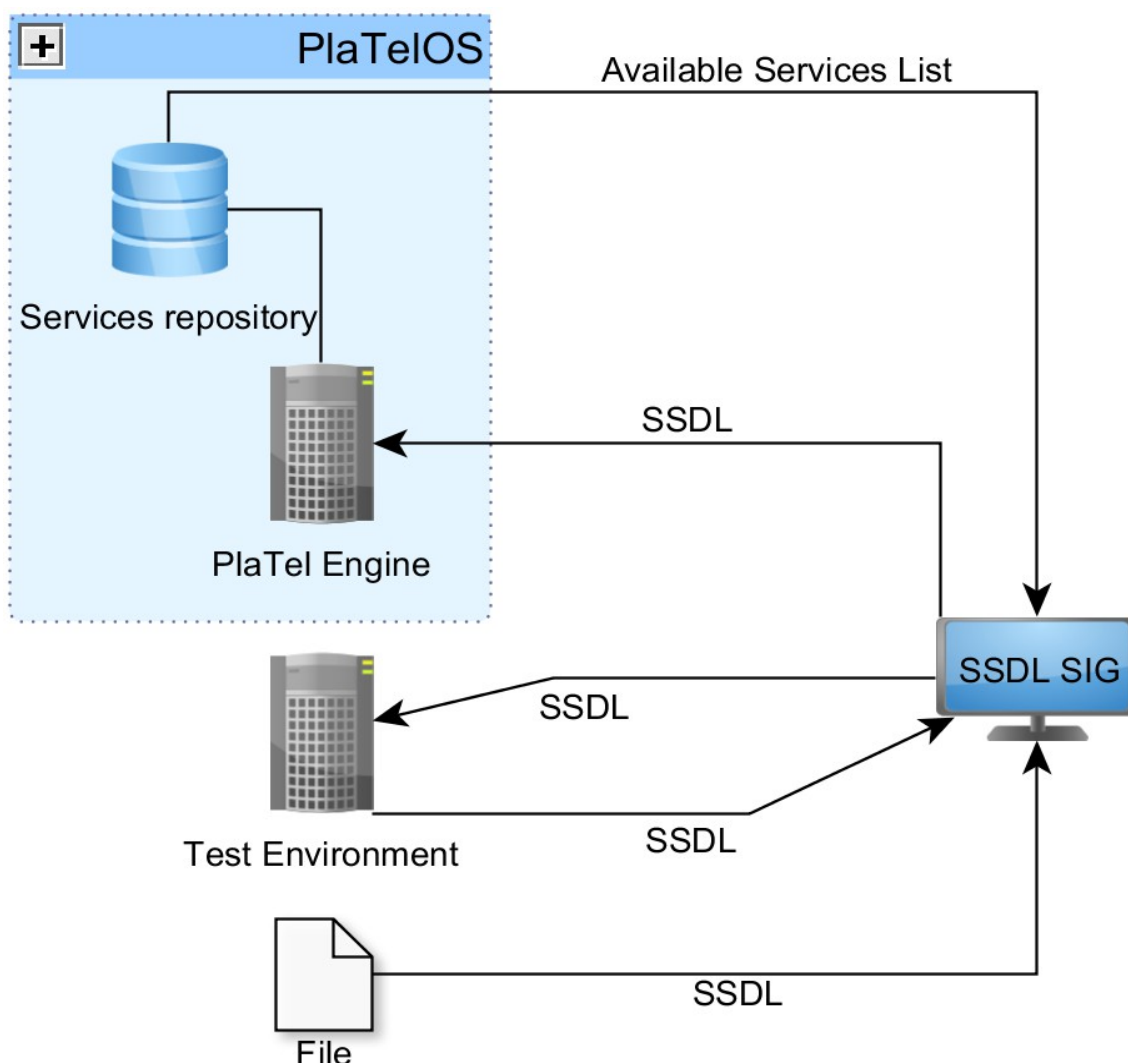 PlaTelOS
Available Services List
Services repository
SSDL
PlaTel Engine
SSDL SIG
SSDL
SSDL
Test Environment
SSDL
File